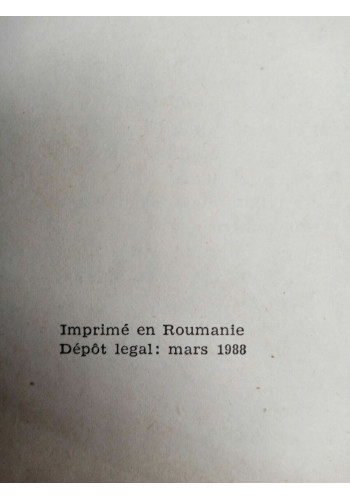 Imprimé en Roumanie
Dépôt legal: mars 1988